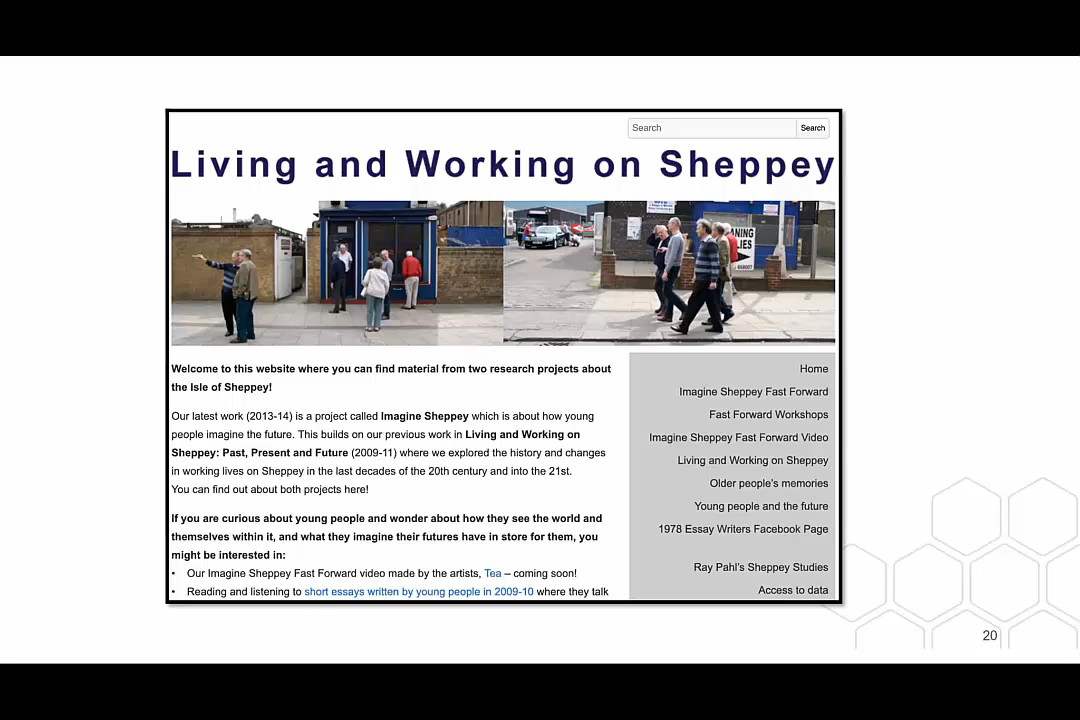 Search
Search
Living and Working on Sheppey
Welcome to this website where you can find material from two research projects about
the Isle of Sheppey!
Our latest work (2013-14) is a project called Imagine Sheppey which is about how young
people imagine the future. This builds on our previous work in Living and Working on
Sheppey: Past, Present and Future (2009-11) where we explored the history and changes
in working lives on Sheppey in the last decades of the 20th century and into the 21st.
You can find out about both projects here!
If you are curious about young people and wonder about how they see the world and
themselves within it, and what they imagine their futures have in store for them, you
might be interested in:
• Our Imagine Sheppey Fast Forward video made by the artists, Tea – coming soon!
• Reading and listening to short essays written by young people in 2009-10 where they talk
Home
Imagine Sheppey Fast Forward
Fast Forward Workshops
Imagine Sheppey Fast Forward Video
Living and Working on Sheppey
Older people's memories
Young people and the future
1978 Essay Writers Facebook Page
Ray Pahl's Sheppey Studies
Access to data
20